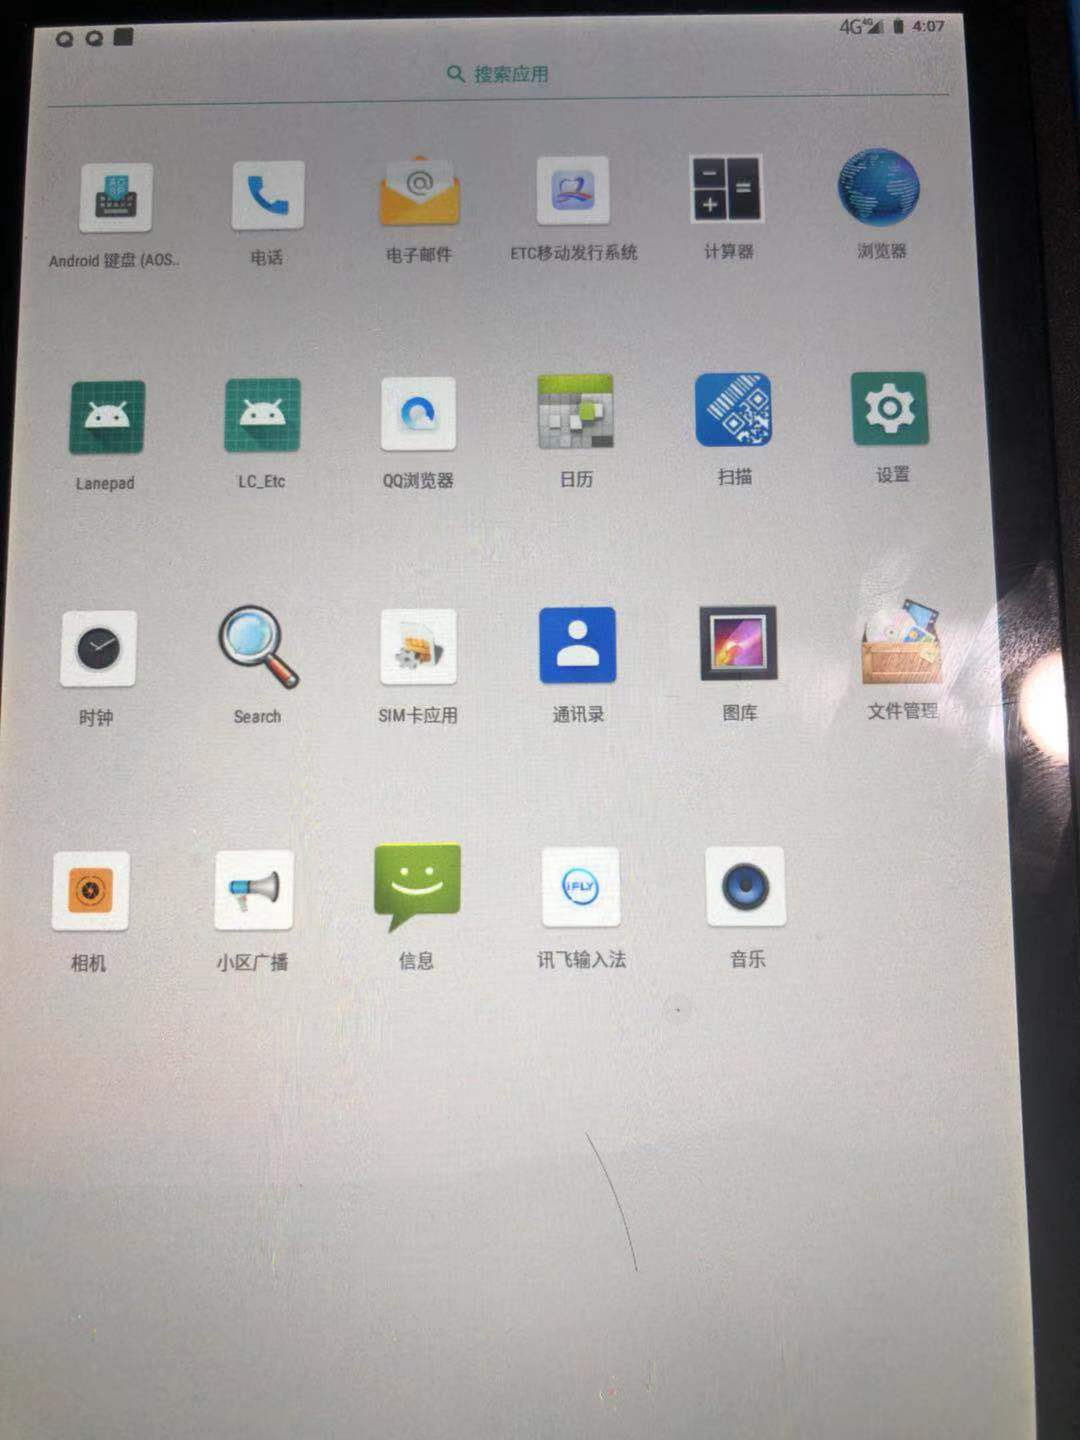 4G 4G 4:07
搜索应用
Android 键盘 (AOS..
电话
电子邮件
ETC移动发行系统
计算器
浏览器
Lanepad
LC_Etc
QQ浏览器
日历
扫描
设置
时钟
Search
SIM卡应用
通讯录
图库
文件管理
相机
小区广播
信息
iFLY
讯飞输入法
音乐